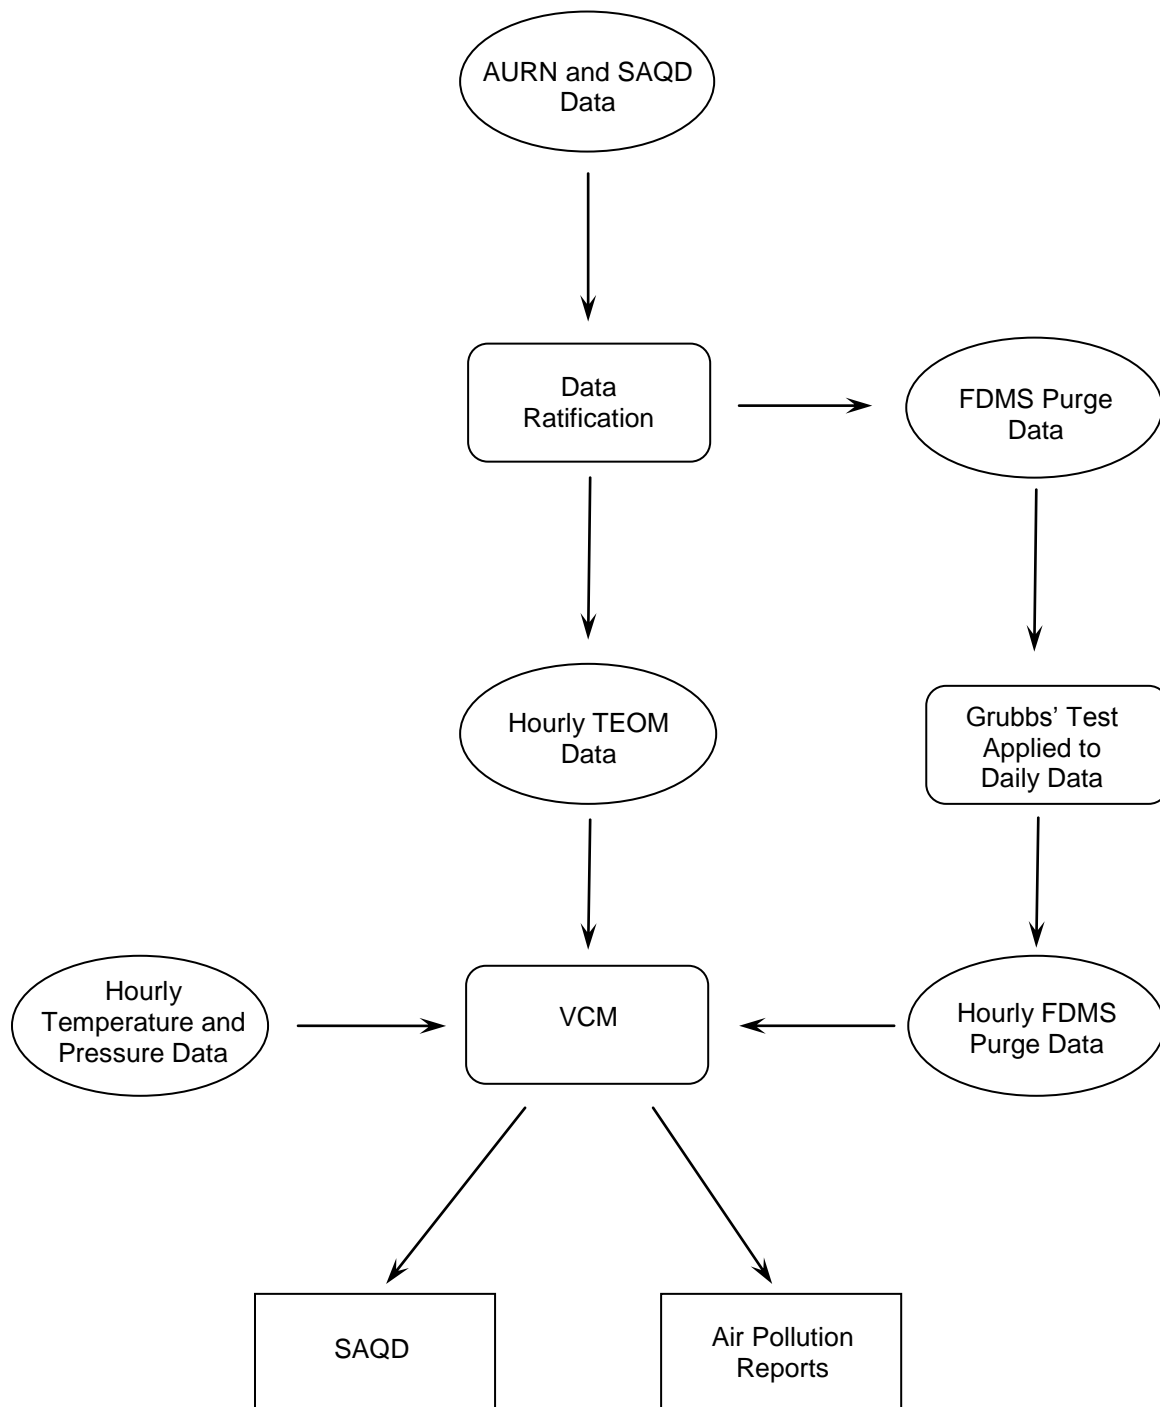 AURN and SAQD
Data
Data
Ratification
FDMS Purge
Data
Hourly TEOM
Data
Grubbs’ Test
Applied to
Daily Data
Hourly
Temperature and
Pressure Data
VCM
Hourly FDMS
Purge Data
SAQD
Air Pollution
Reports